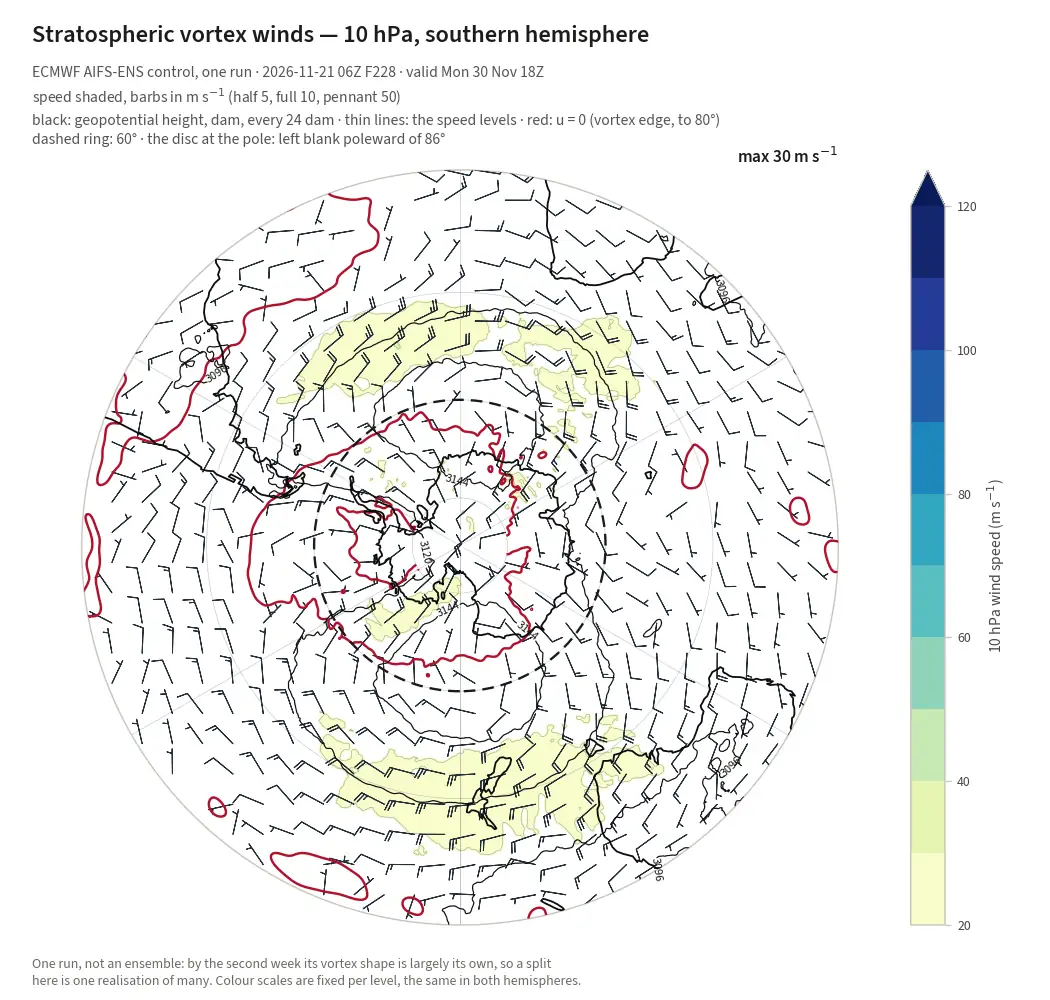 Stratospheric vortex winds — 10 hPa, southern hemisphere
ECMWF AIFS-ENS control, one run · 2026-11-21 06Z F228 · valid Mon 30 Nov 18Z
speed shaded, barbs in m s⁻¹ (half 5, full 10, pennant 50)
black: geopotential height, dam, every 24 dam · thin lines: the speed levels · red: u = 0 (vortex edge, to 80°)
dashed ring: 60° · the disc at the pole: left blank poleward of 86°
max 30 m s⁻¹
120
100
80
60
40
20
10 hPa wind speed (m s⁻¹)
3096
3144
3120
3144
3096
3096
One run, not an ensemble: by the second week its vortex shape is largely its own, so a split
here is one realisation of many. Colour scales are fixed per level, the same in both hemispheres.